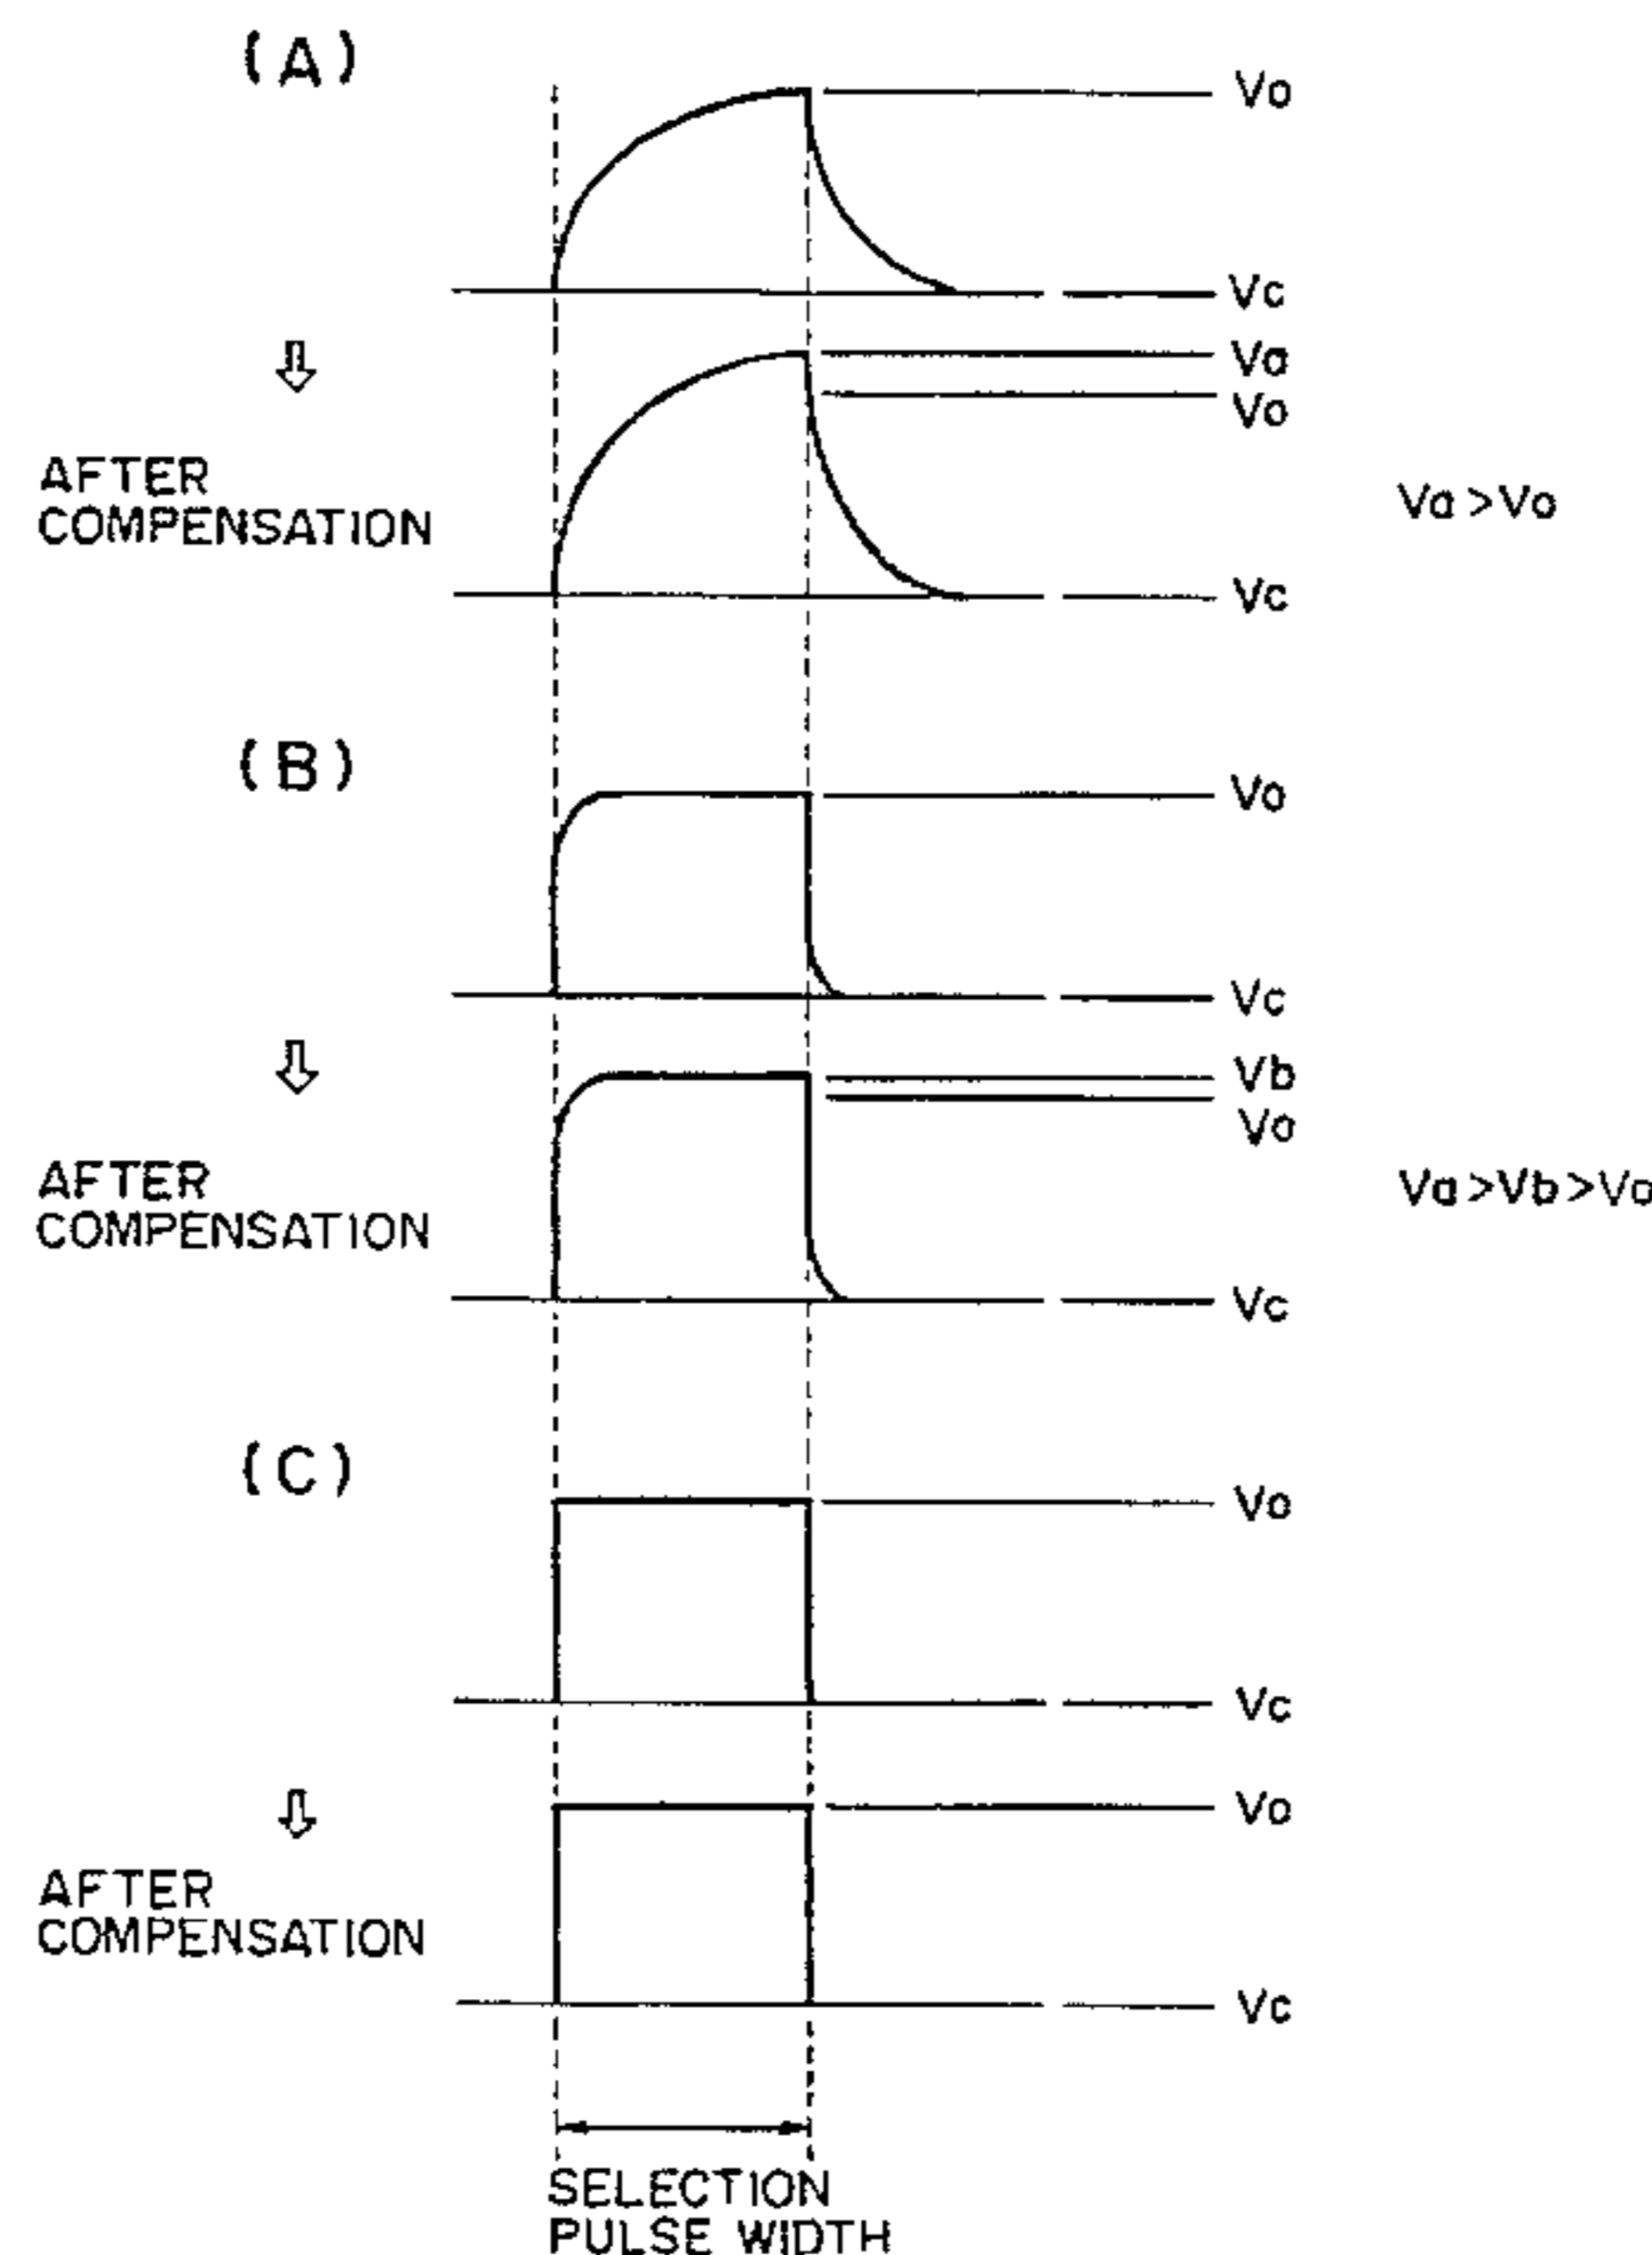 (A)
Vo
Vc
Va
Vo
AFTER
COMPENSATION
Va>Vo
Vc
(B)
Vo
Vc
Vb
Vo
AFTER
COMPENSATION
Va>Vb>Vo
Vc
(C)
Vo
Vc
Vo
AFTER
COMPENSATION
Vc
SELECTION
PULSE WIDTH